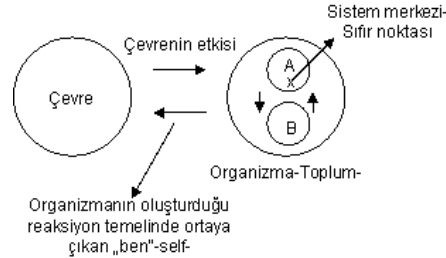 Sistem merkezi-
Sıfır noktası
Çevrenin etkisi
Çevre
A
x
B
Organizma-Toplum-
Organizmanın oluşturduğu
reaksiyon temelinde ortaya
çıkan „ben"-self-